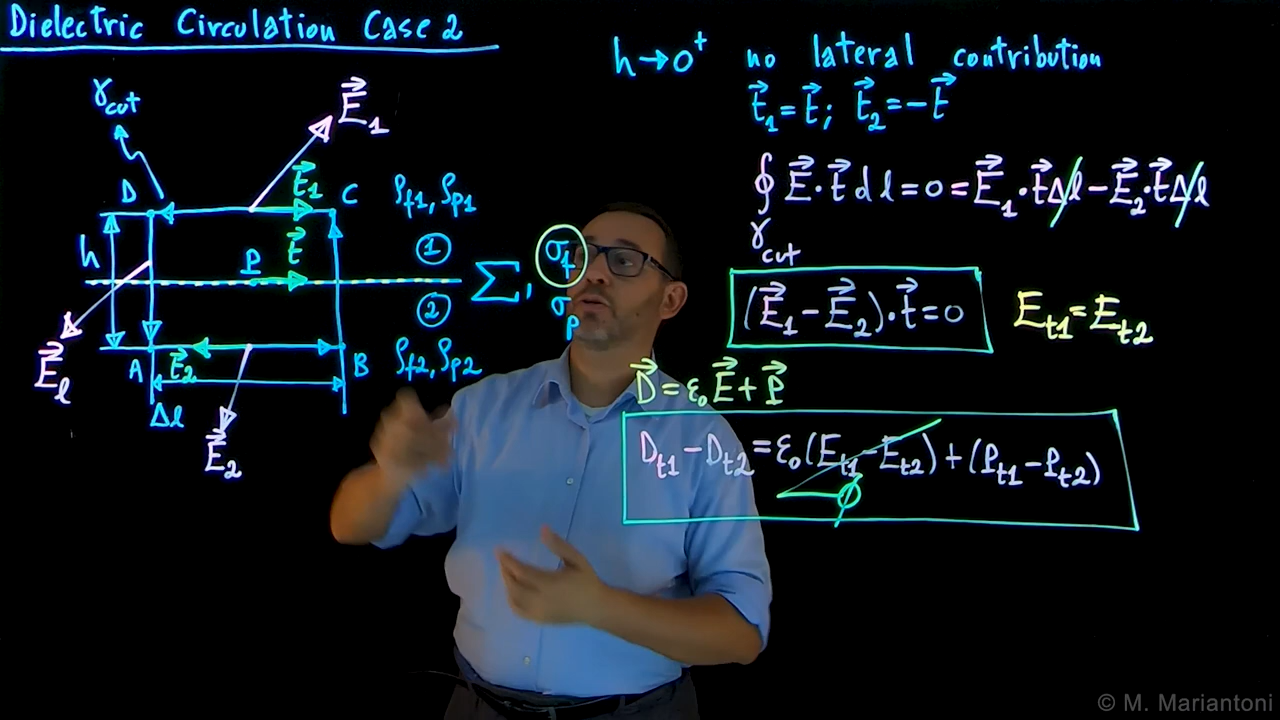 Dielectric Circulation Case 2
h→0⁺ no lateral contribution
t⃗₁=t⃗; t⃗₂=−t⃗
γcut
E⃗₁
D
t⃗₁
C
ρf1, ρp1
h
t⃗
P
①
②
Σ, σf
σp
E⃗ℓ
A
t⃗₂
B
ρf2, ρp2
Δl
E⃗₂
∮ E⃗·t⃗ dl=0=E⃗₁·t⃗Δl−E⃗₂·t⃗Δl
γcut
(E⃗₁−E⃗₂)·t⃗=0
Et1=Et2
D⃗=ε₀E⃗+P⃗
Dt1−Dt2=ε₀(Et1−Et2)+(Pt1−Pt2)
0
© M. Mariantoni